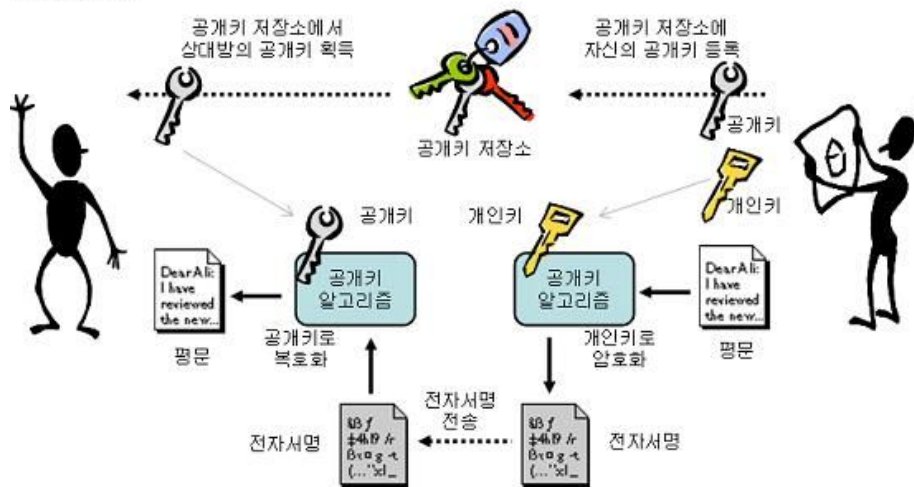 공개키 저장소에서
상대방의 공개키 획득
공개키 저장소에
자신의 공개키 등록
공개키 저장소
공개키
개인키
공개키
개인키
공개키
알고리즘
공개키
알고리즘
DearAli:
I have
reviewed
the new...
DearAli:
I have
reviewed
the new...
평문
공개키로
복호화
개인키로
암호화
평문
전자서명
전송
전자서명
전자서명